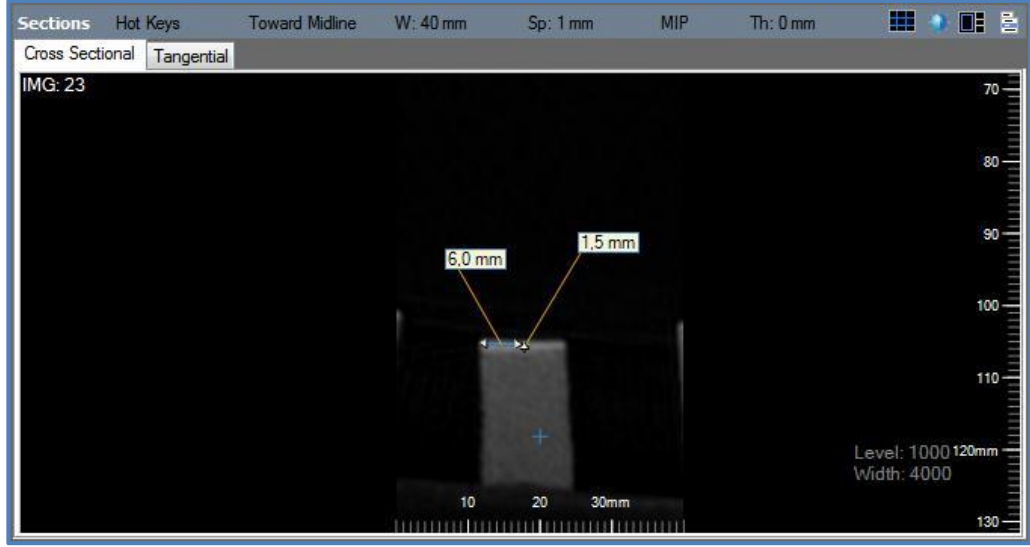 Sections Hot Keys Toward Midline W: 40 mm Sp: 1 mm MIP Th: 0 mm
Cross Sectional Tangential
IMG: 23
70
80
90
1,5 mm
6,0 mm
100
110
Level: 1000 120mm
Width: 4000
10 20 30mm
130